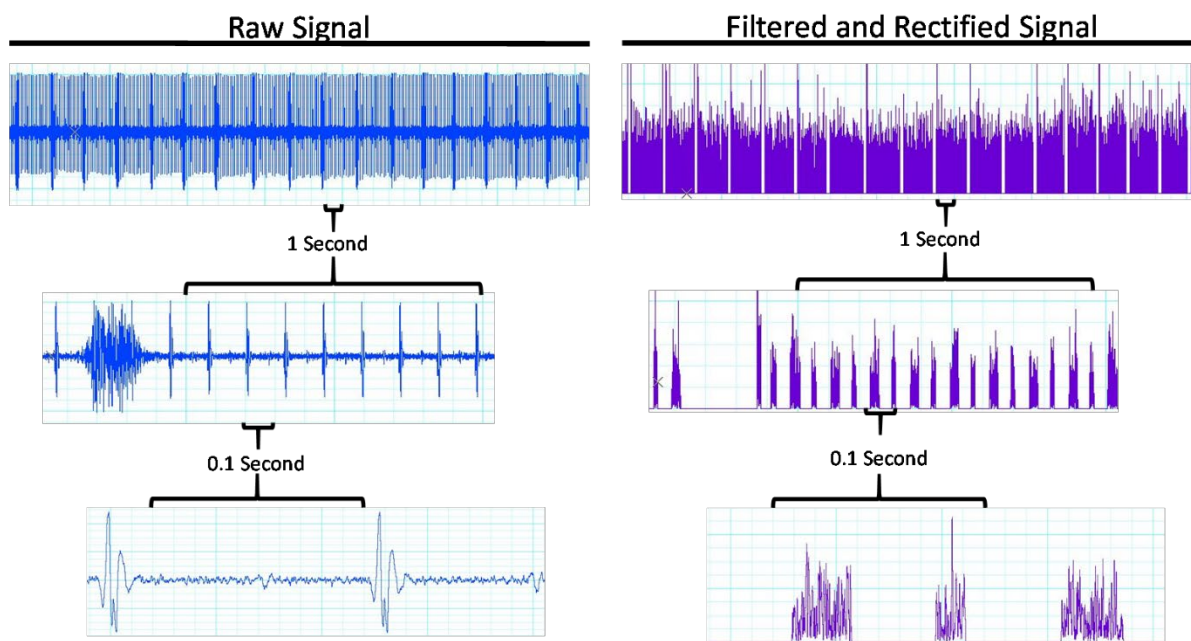 Raw Signal
Filtered and Rectified Signal
1 Second
1 Second
0.1 Second
0.1 Second